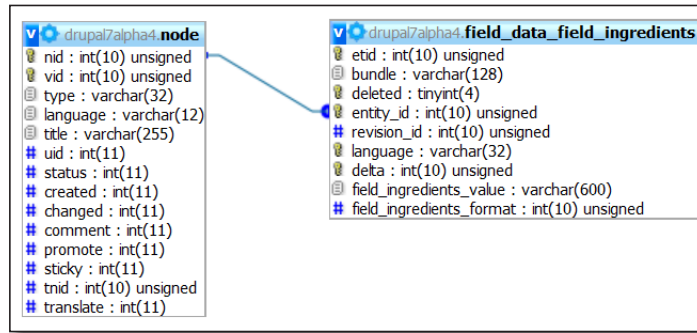 drupal7alpha4.node
nid : int(10) unsigned
vid : int(10) unsigned
type : varchar(32)
language : varchar(12)
title : varchar(255)
uid : int(11)
status : int(11)
created : int(11)
changed : int(11)
comment : int(11)
promote : int(11)
sticky : int(11)
tnid : int(10) unsigned
translate : int(11)
drupal7alpha4.field_data_field_ingredients
etid : int(10) unsigned
bundle : varchar(128)
deleted : tinyint(4)
entity_id : int(10) unsigned
revision_id : int(10) unsigned
language : varchar(32)
delta : int(10) unsigned
field_ingredients_value : varchar(600)
field_ingredients_format : int(10) unsigned